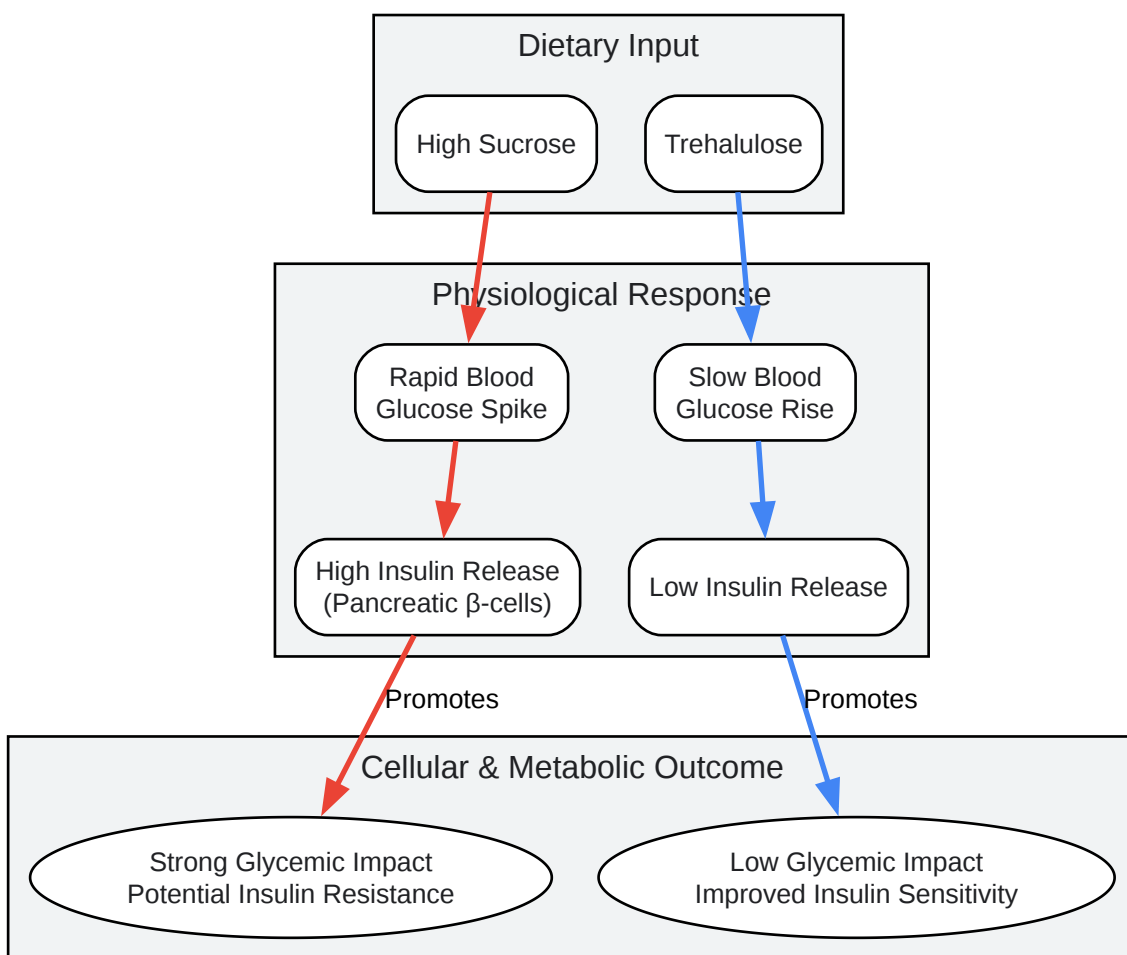 Dietary Input
High Sucrose
Trehalulose
Physiological Response
Rapid Blood
Glucose Spike
Slow Blood
Glucose Rise
High Insulin Release
(Pancreatic β-cells)
Low Insulin Release
Promotes
Promotes
Cellular & Metabolic Outcome
Strong Glycemic Impact
Potential Insulin Resistance
Low Glycemic Impact
Improved Insulin Sensitivity